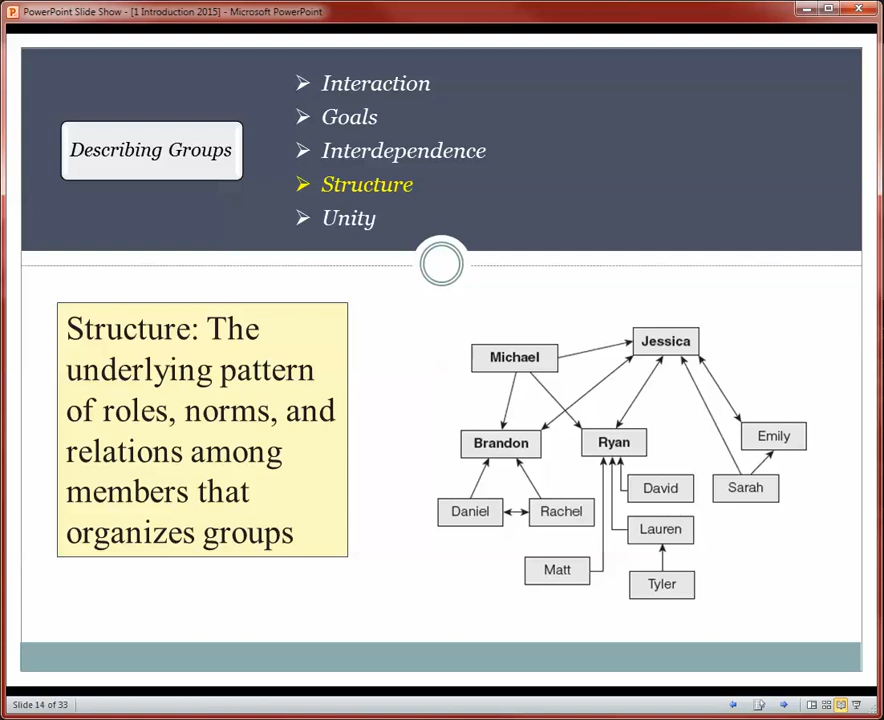 PowerPoint Slide Show - [1 Introduction 2015] - Microsoft PowerPoint
Describing Groups
Interaction
Goals
Interdependence
Structure
Unity
Structure: The
underlying pattern
of roles, norms, and
relations among
members that
organizes groups
Jessica
Michael
Brandon
Ryan
Emily
David
Sarah
Daniel
Rachel
Lauren
Matt
Tyler
Slide 14 of 33